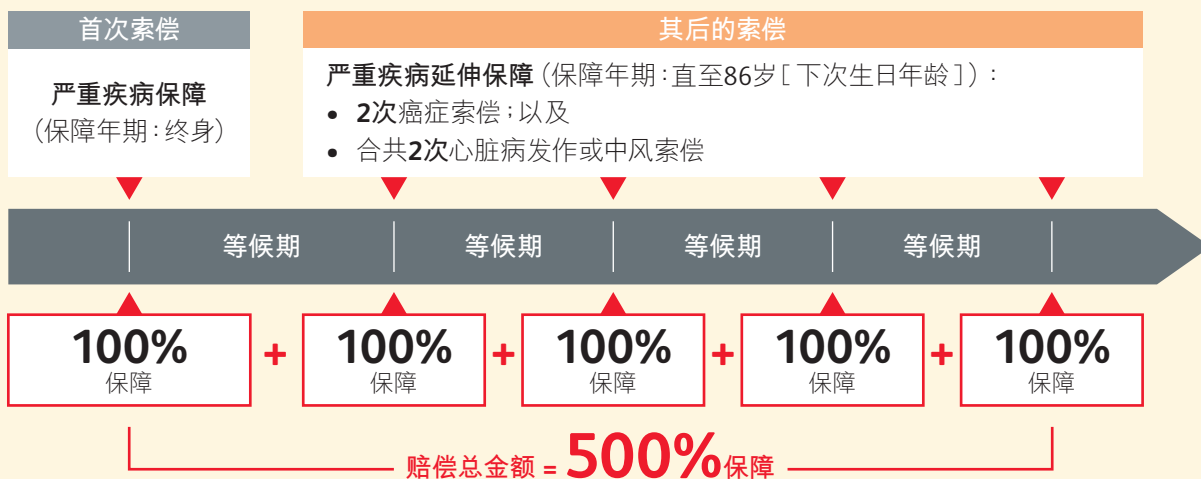 首次索偿
严重疾病保障
(保障年期:终身)
其后的索偿
严重疾病延伸保障(保障年期:直至86岁[下次生日年龄]):
• 2次癌症索偿;以及
• 合共2次心脏病发作或中风索偿
等候期 等候期 等候期 等候期
100% + 100% + 100% + 100% + 100%
保障 保障 保障 保障 保障
赔偿总金额 = 500%保障